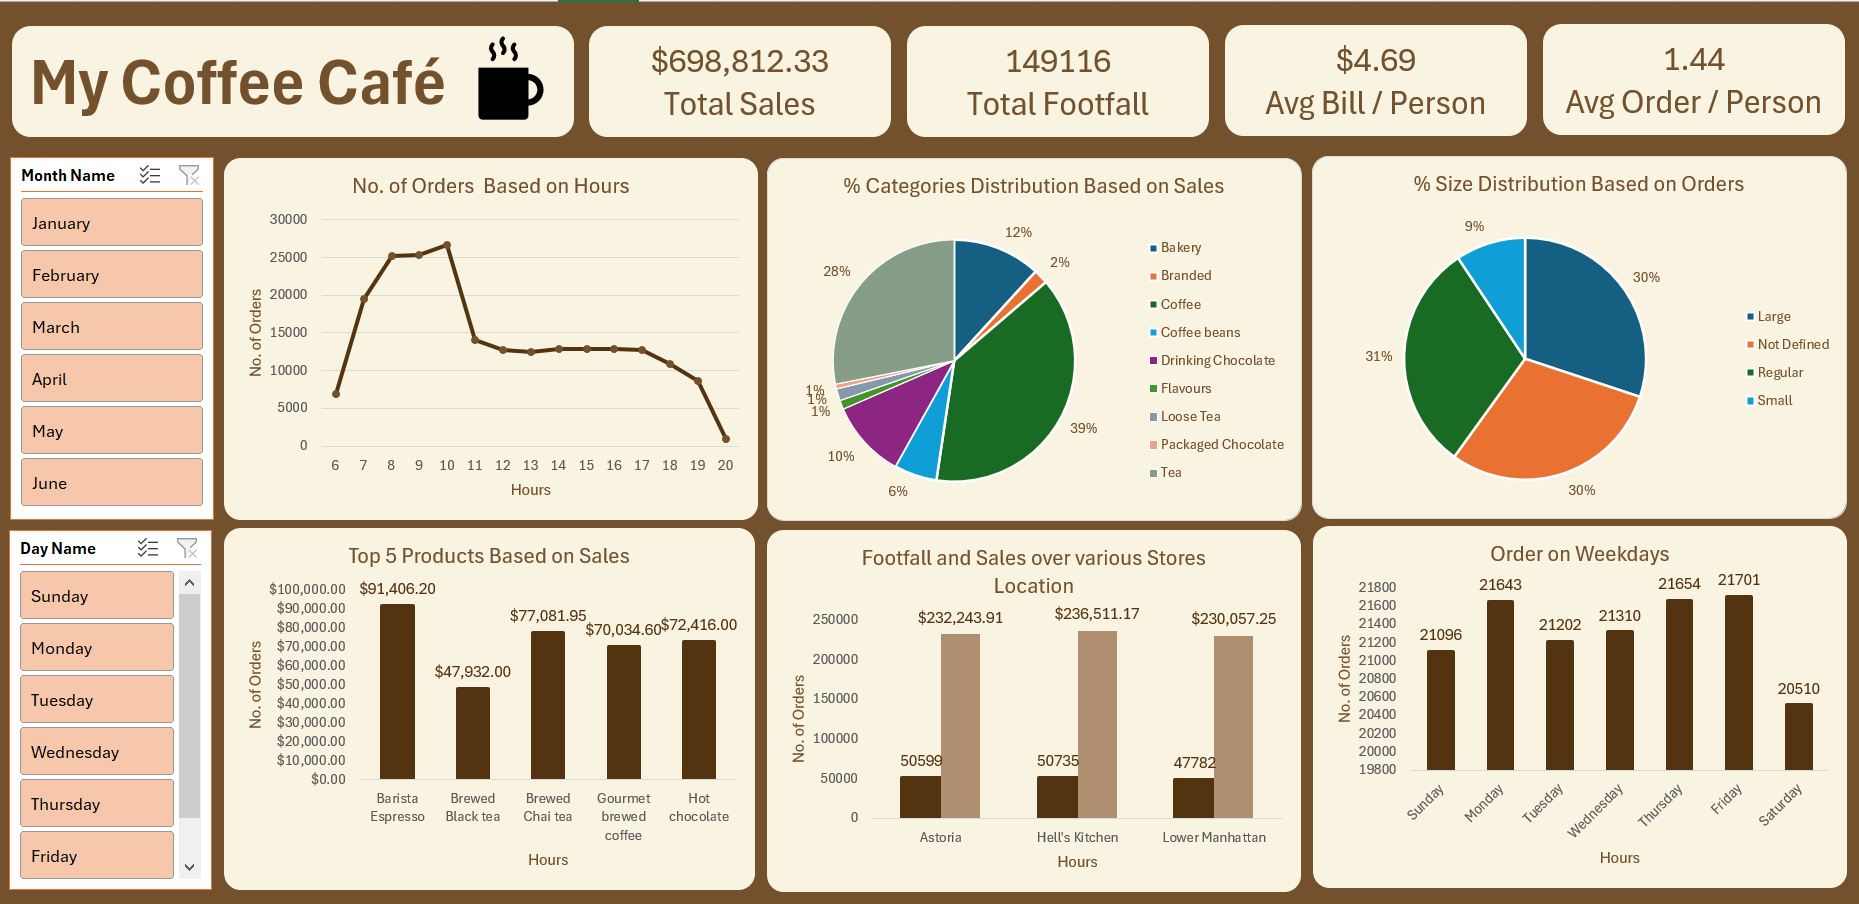 My Coffee Café
$698,812.33
Total Sales
149116
Total Footfall
$4.69
Avg Bill / Person
1.44
Avg Order / Person
Month Name
January
February
March
April
May
June
No. of Orders  Based on Hours
30000
25000
20000
15000
10000
5000
0
No. of Orders
6 7 8 9 10 11 12 13 14 15 16 17 18 19 20
Hours
% Categories Distribution Based on Sales
12%
2%
39%
6%
10%
1%
1%
1%
28%
Bakery
Branded
Coffee
Coffee beans
Drinking Chocolate
Flavours
Loose Tea
Packaged Chocolate
Tea
% Size Distribution Based on Orders
9%
30%
31%
30%
Large
Not Defined
Regular
Small
Day Name
Sunday
Monday
Tuesday
Wednesday
Thursday
Friday
Top 5 Products Based on Sales
$100,000.00
$90,000.00
$80,000.00
$70,000.00
$60,000.00
$50,000.00
$40,000.00
$30,000.00
$20,000.00
$10,000.00
$0.00
No. of Orders
$91,406.20
$47,932.00
$77,081.95
$70,034.60
$72,416.00
Barista
Espresso
Brewed
Black tea
Brewed
Chai tea
Gourmet
brewed
coffee
Hot
chocolate
Hours
Footfall and Sales over various Stores
Location
250000
200000
150000
100000
50000
0
No. of Orders
$232,243.91
$236,511.17
$230,057.25
50599
50735
47782
Astoria
Hell's Kitchen
Lower Manhattan
Hours
Order on Weekdays
21800
21600
21400
21200
21000
20800
20600
20400
20200
20000
19800
No. of Orders
21096
21643
21202
21310
21654
21701
20510
Sunday
Monday
Tuesday
Wednesday
Thursday
Friday
Saturday
Hours